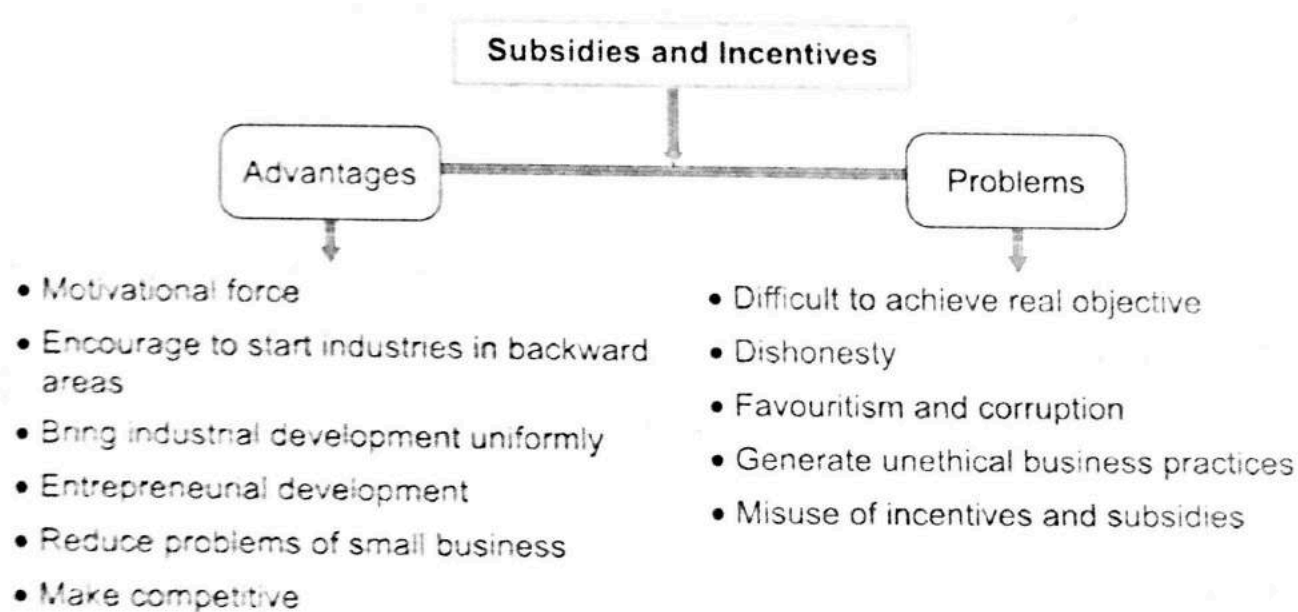 Subsidies and Incentives
Advantages
• Motivational force
• Encourage to start industries in backward
areas
• Bring industrial development uniformly
• Entrepreneurial development
• Reduce problems of small business
• Make competitive
Problems
• Difficult to achieve real objective
• Dishonesty
• Favouritism and corruption
• Generate unethical business practices
• Misuse of incentives and subsidies